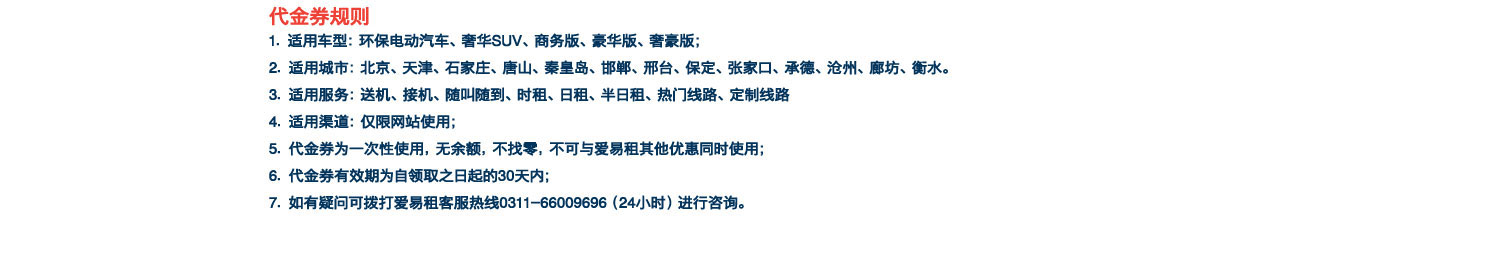 代金券规则
1. 适用车型：环保电动汽车、奢华SUV、商务版、豪华版、奢豪版；
2. 适用城市：北京、天津、石家庄、唐山、秦皇岛、邯郸、邢台、保定、张家口、承德、沧州、廊坊、衡水。
3. 适用服务：送机、接机、随叫随到、时租、日租、半日租、热门线路、定制线路
4. 适用渠道：仅限网站使用；
5. 代金券为一次性使用，无余额，不找零，不可与爱易租其他优惠同时使用；
6. 代金券有效期为自领取之日起的30天内；
7. 如有疑问可拨打爱易租客服热线0311-66009696（24小时）进行咨询。